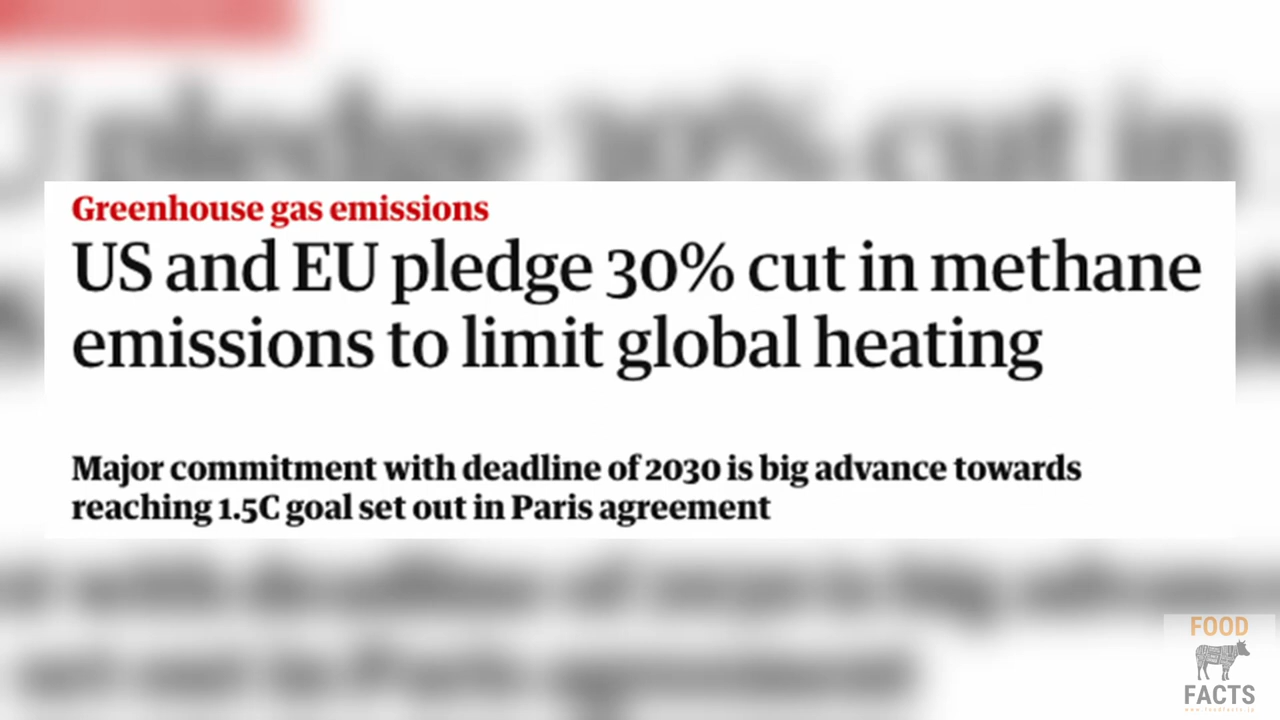 Greenhouse gas emissions
US and EU pledge 30% cut in methane
emissions to limit global heating
Major commitment with deadline of 2030 is big advance towards
reaching 1.5C goal set out in Paris agreement
FOOD
FACTS